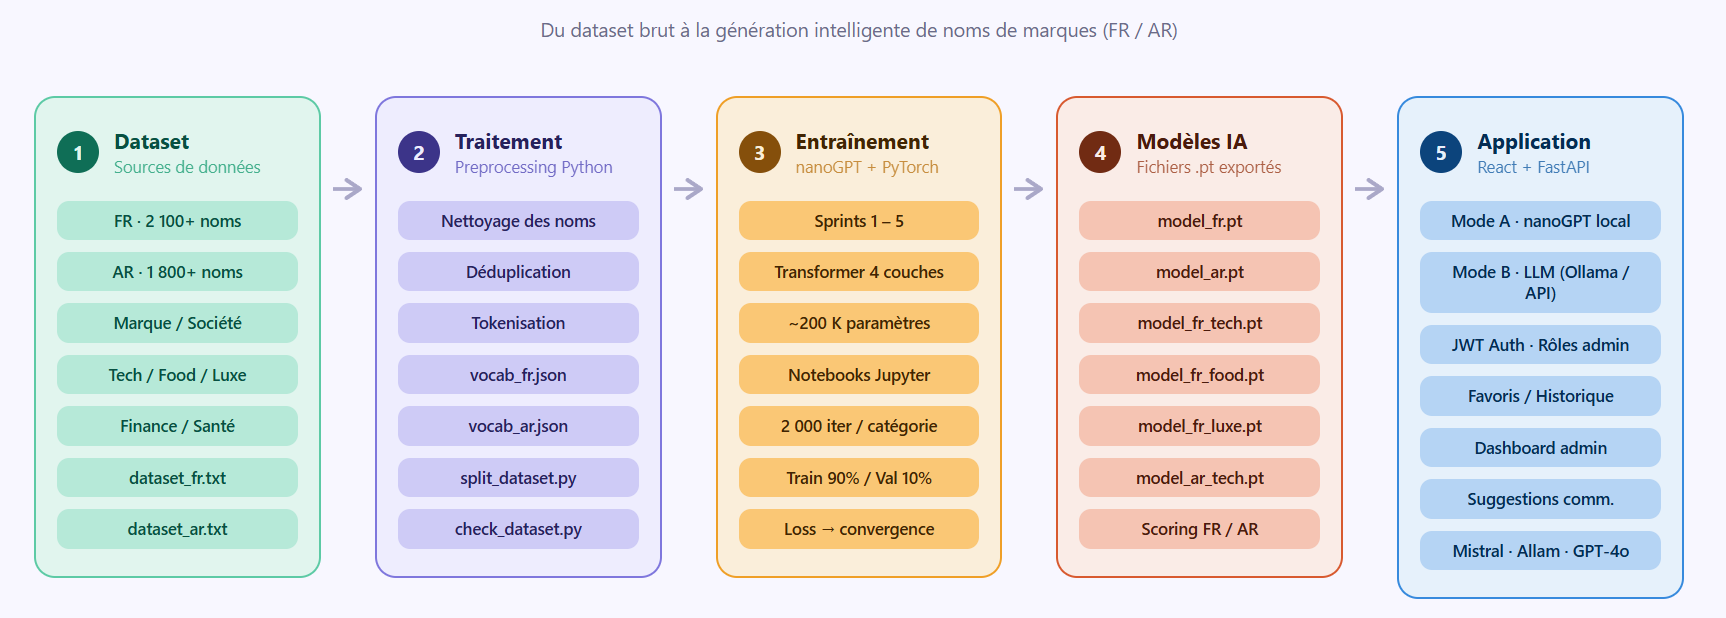 Du dataset brut à la génération intelligente de noms de marques (FR / AR)
1
Dataset
Sources de données
FR · 2 100+ noms
AR · 1 800+ noms
Marque / Société
Tech / Food / Luxe
Finance / Santé
dataset_fr.txt
dataset_ar.txt
→
2
Traitement
Preprocessing Python
Nettoyage des noms
Déduplication
Tokenisation
vocab_fr.json
vocab_ar.json
split_dataset.py
check_dataset.py
→
3
Entraînement
nanoGPT + PyTorch
Sprints 1 – 5
Transformer 4 couches
~200 K paramètres
Notebooks Jupyter
2 000 iter / catégorie
Train 90% / Val 10%
Loss → convergence
→
4
Modèles IA
Fichiers .pt exportés
model_fr.pt
model_ar.pt
model_fr_tech.pt
model_fr_food.pt
model_fr_luxe.pt
model_ar_tech.pt
Scoring FR / AR
→
5
Application
React + FastAPI
Mode A · nanoGPT local
Mode B · LLM (Ollama /
API)
JWT Auth · Rôles admin
Favoris / Historique
Dashboard admin
Suggestions comm.
Mistral · Allam · GPT-4o